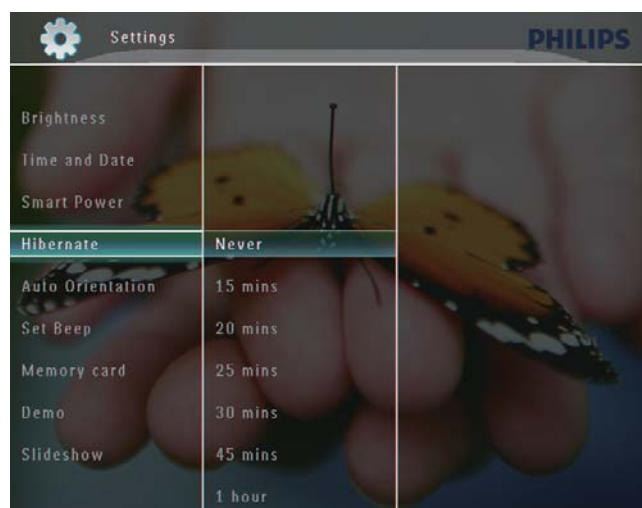 Settings
PHILIPS
Brightness
Time and Date
Smart Power
Hibernate
Auto Orientation
Set Beep
Memory card
Demo
Slideshow
Never
15 mins
20 mins
25 mins
30 mins
45 mins
1 hour